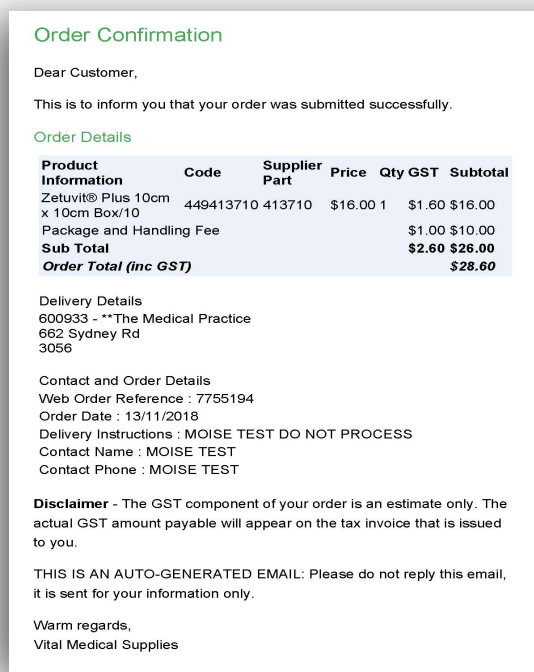 Order Confirmation
Dear Customer,
This is to inform you that your order was submitted successfully.
Order Details
Product Information Code Supplier Part Price Qty GST Subtotal
Zetuvit® Plus 10cm x 10cm Box/10 449413710 413710 $16.00 1 $1.60 $16.00
Package and Handling Fee $1.00 $10.00
Sub Total $2.60 $26.00
Order Total (inc GST) $28.60
Delivery Details
600933 - **The Medical Practice
662 Sydney Rd
3056
Contact and Order Details
Web Order Reference : 7755194
Order Date : 13/11/2018
Delivery Instructions : MOISE TEST DO NOT PROCESS
Contact Name : MOISE TEST
Contact Phone : MOISE TEST
Disclaimer - The GST component of your order is an estimate only. The
actual GST amount payable will appear on the tax invoice that is issued
to you.
THIS IS AN AUTO-GENERATED EMAIL: Please do not reply this email,
it is sent for your information only.
Warm regards,
Vital Medical Supplies